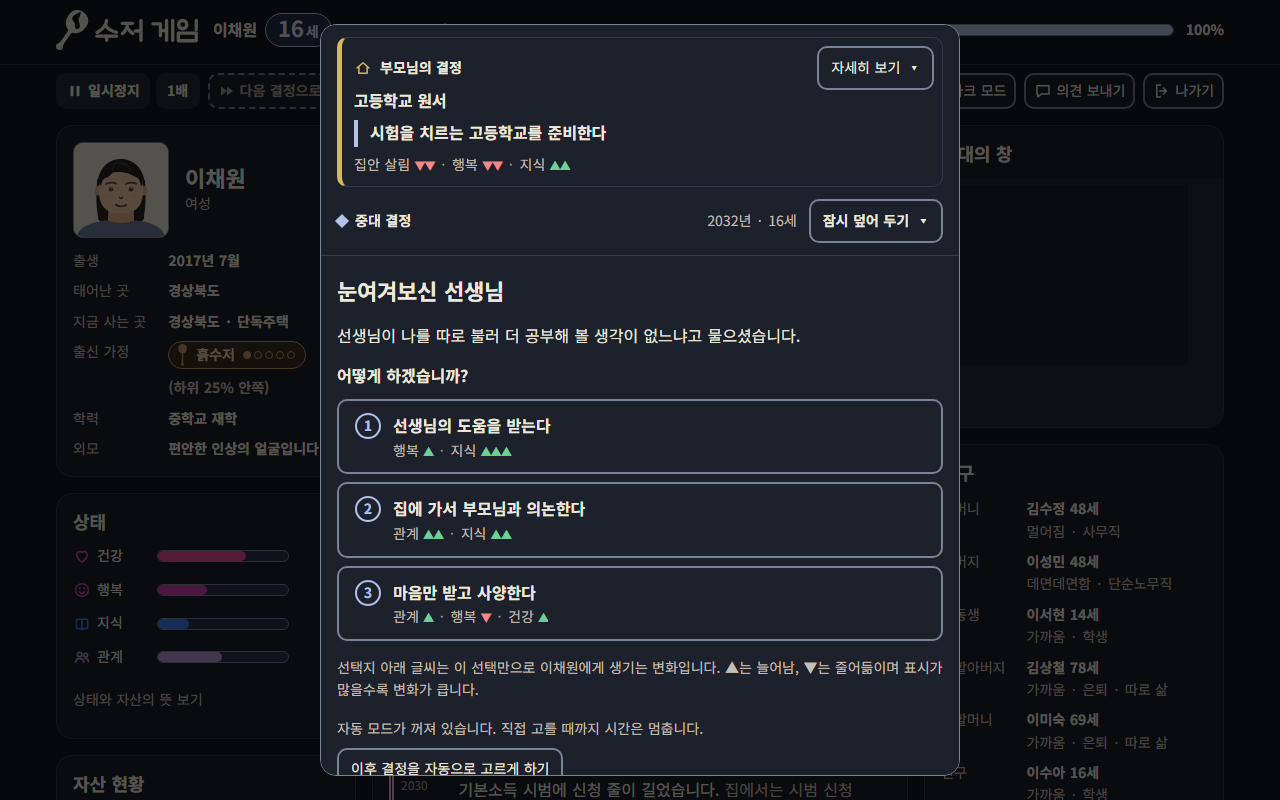 수저 게임 이채원 16세 100%
일시정지 1배 다음 결정으로 크 모드 의견 보내기 나가기
부모님의 결정 자세히 보기 ▼
고등학교 원서
시험을 치르는 고등학교를 준비한다
집안 살림 ▼▼ · 행복 ▼▼ · 지식 ▲▲
중대 결정 2032년 · 16세 잠시 덮어 두기 ▼
눈여겨보신 선생님
선생님이 나를 따로 불러 더 공부해 볼 생각이 없느냐고 물으셨습니다.
어떻게 하겠습니까?
1 선생님의 도움을 받는다
행복 ▲ · 지식 ▲▲▲
2 집에 가서 부모님과 의논한다
관계 ▲▲ · 지식 ▲▲
3 마음만 받고 사양한다
관계 ▲ · 행복 ▼ · 건강 ▲
선택지 아래 글씨는 이 선택만으로 이채원에게 생기는 변화입니다. ▲는 늘어남, ▼는 줄어듦이며 표시가
많을수록 변화가 큽니다.
자동 모드가 꺼져 있습니다. 직접 고를 때까지 시간은 멈춥니다.
이후 결정을 자동으로 고르게 하기
이채원
여성
출생 2017년 7월
태어난 곳 경상북도
지금 사는 곳 경상북도 · 단독주택
출신 가정 흙수저
(하위 25% 안쪽)
학력 중학교 재학
외모 편안한 인상의 얼굴입니다
상태
건강
행복
지식
관계
상태와 자산의 뜻 보기
자산 현황
2030 기본소득 시범에 신청 줄이 길었습니다. 집에서는 시범 신청
대의 창
구
머니 김수정 48세
멀어짐 · 사무직
버지 이성민 48세
데면데면함 · 단순노무직
동생 이서현 14세
가까움 · 학생
할아버지 김상철 78세
가까움 · 은퇴 · 따로 삶
할머니 이미숙 69세
가까움 · 은퇴 · 따로 삶
구 이수아 16세
가까움 · 학생